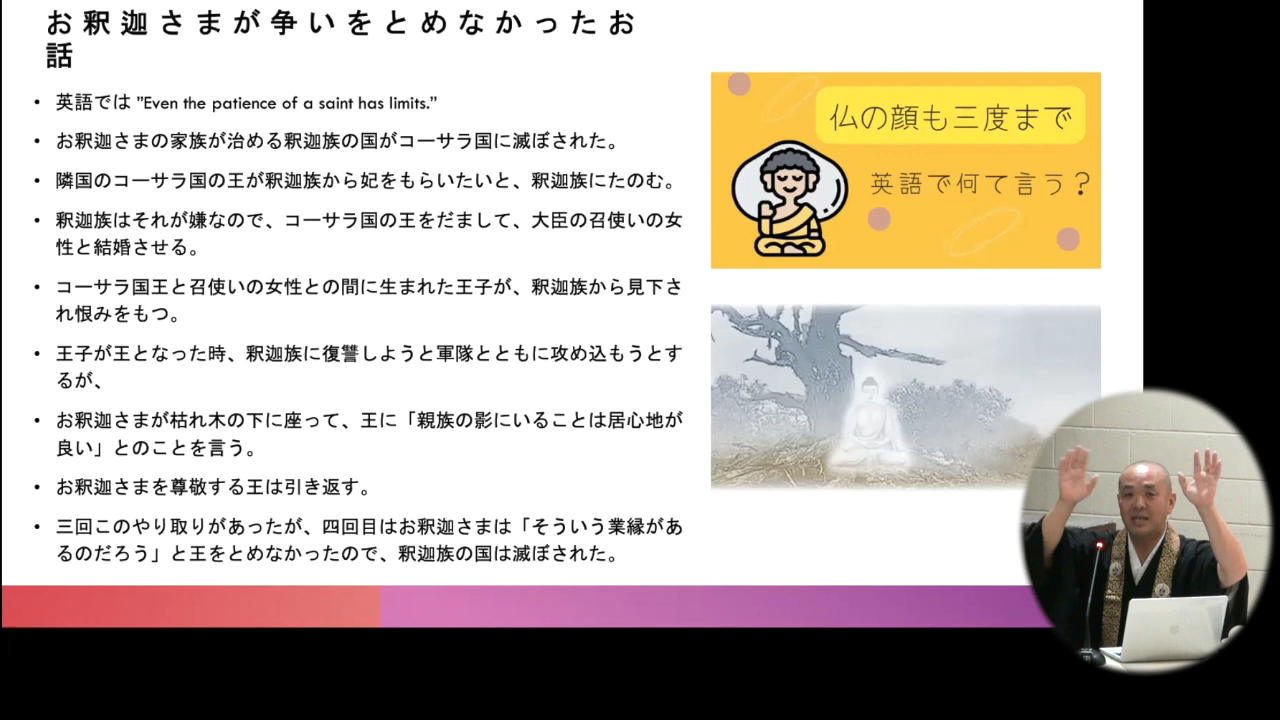 お釈迦さまが争いをとめなかったお
話
• 英語では "Even the patience of a saint has limits."
• お釈迦さまの家族が治める釈迦族の国がコーサラ国に滅ぼされた。
• 隣国のコーサラ国の王が釈迦族から妃をもらいたいと、釈迦族にたのむ。
• 釈迦族はそれが嫌なので、コーサラ国の王をだまして、大臣の召使いの女
性と結婚させる。
• コーサラ国王と召使いの女性との間に生まれた王子が、釈迦族から見下さ
れ恨みをもつ。
• 王子が王となった時、釈迦族に復讐しようと軍隊とともに攻め込もうとす
るが、
• お釈迦さまが枯れ木の下に座って、王に「親族の影にいることは居心地が
良い」とのことを言う。
• お釈迦さまを尊敬する王は引き返す。
• 三回このやり取りがあったが、四回目はお釈迦さまは「そういう業縁があ
るのだろう」と王をとめなかったので、釈迦族の国は滅ぼされた。
仏の顔も三度まで
英語で何て言う？